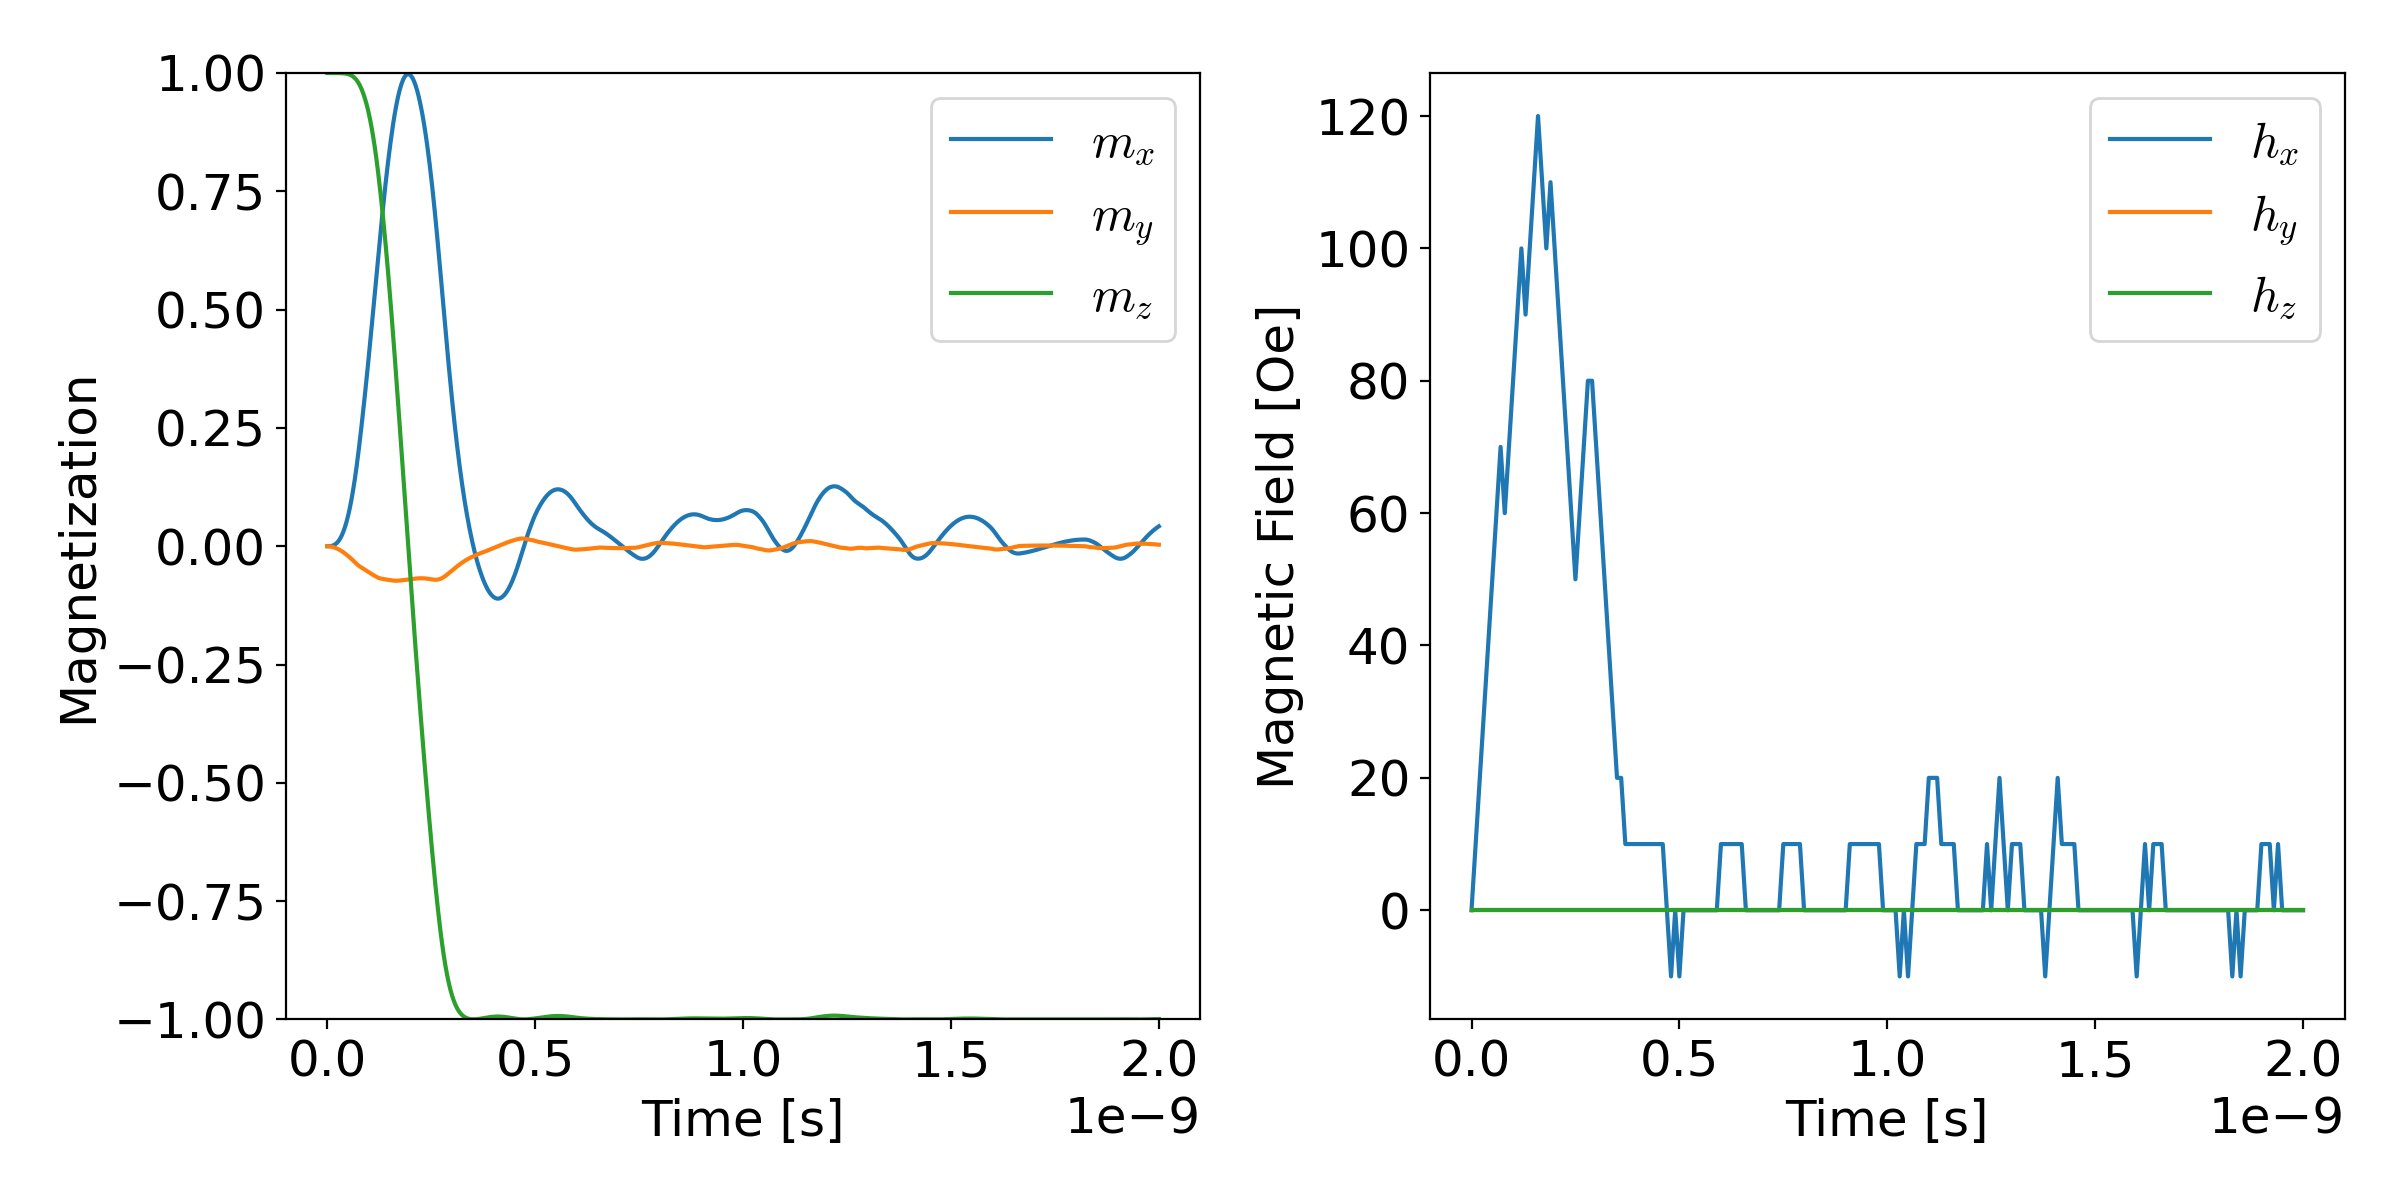 Magnetization
1.00
0.75
0.50
0.25
0.00
−0.25
−0.50
−0.75
−1.00
0.0 0.5 1.0 1.5 2.0
Time [s]
1e−9
m_x
m_y
m_z
Magnetic Field [Oe]
120
100
80
60
40
20
0
0.0 0.5 1.0 1.5 2.0
Time [s]
1e−9
h_x
h_y
h_z